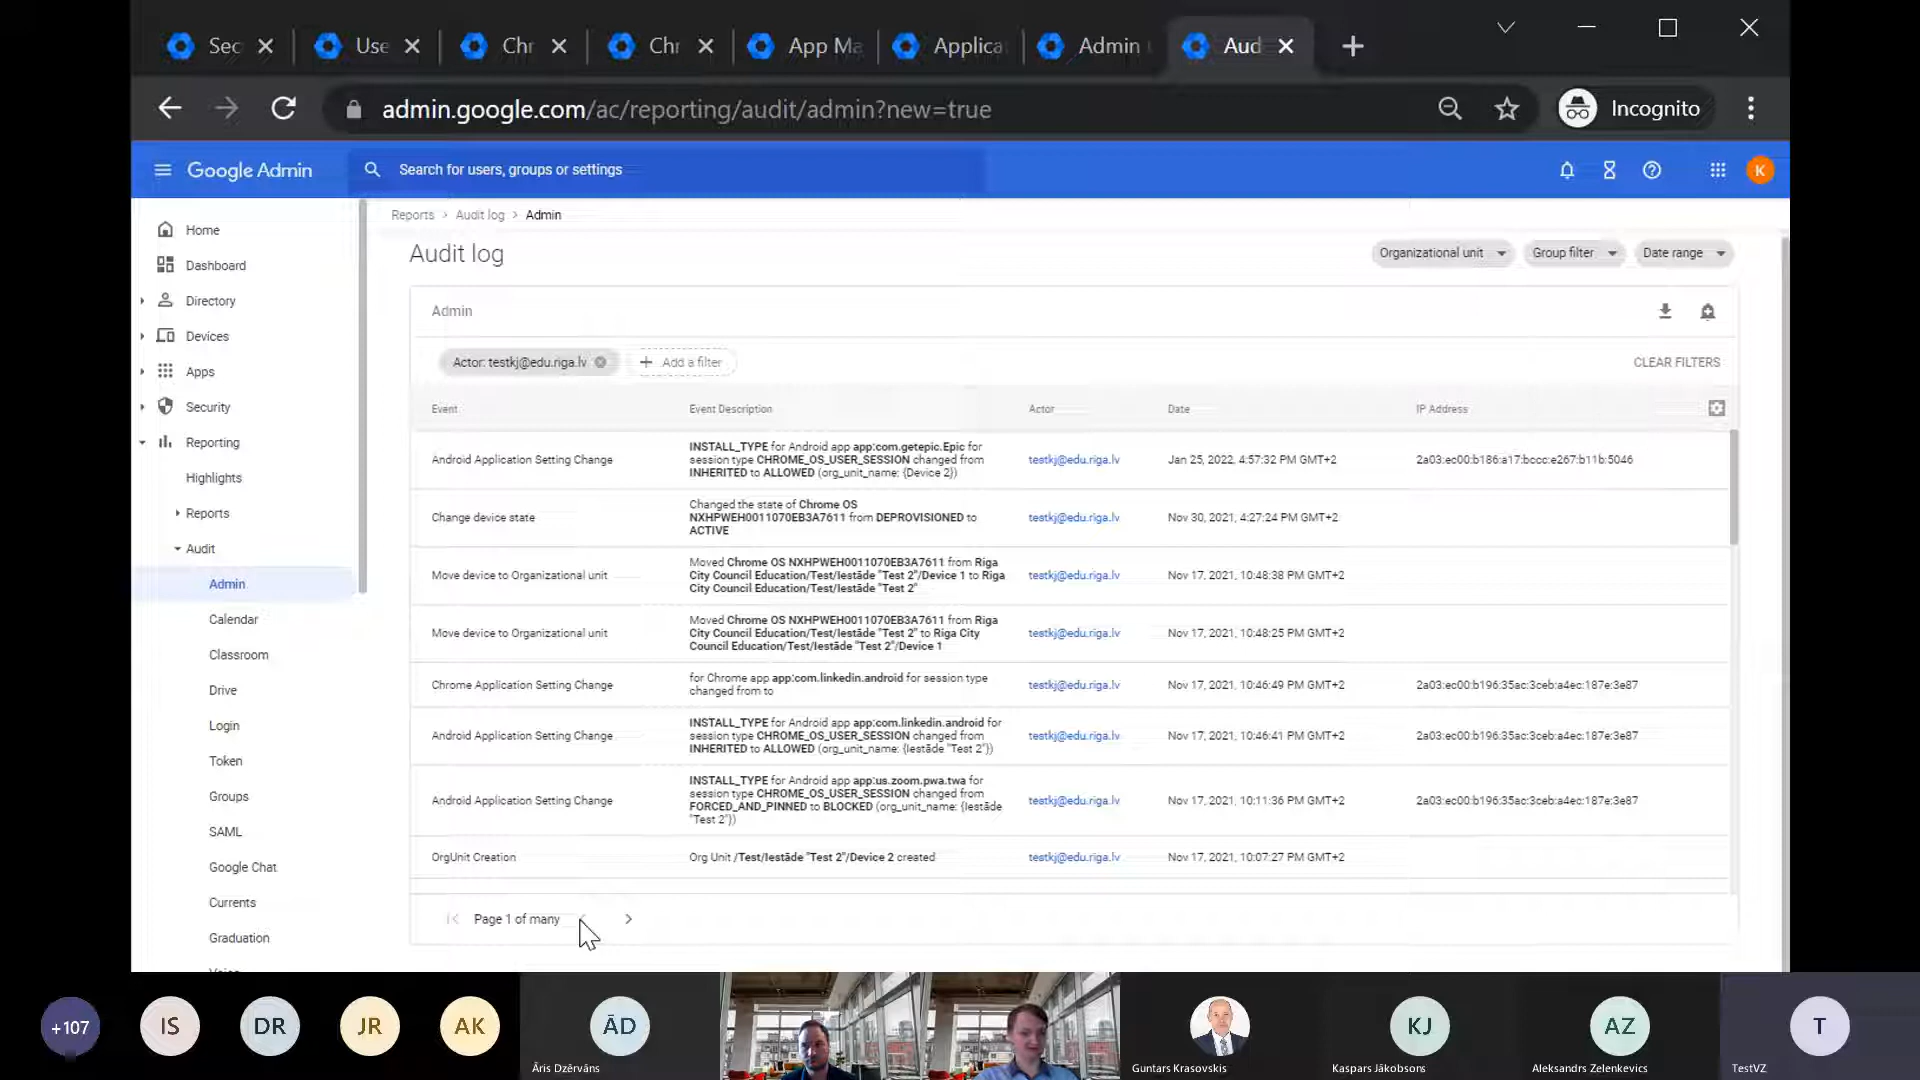 Sec
Use
Chr
Chr
App Ma
Applica
Admin
Aud
admin.google.com/ac/reporting/audit/admin?new=true
Incognito
Google Admin
Search for users, groups or settings
K
Home
Dashboard
Directory
Devices
Apps
Security
Reporting
Highlights
Reports
Audit
Admin
Calendar
Classroom
Drive
Login
Token
Groups
SAML
Google Chat
Currents
Graduation
Reports > Audit log > Admin
Audit log
Organizational unit
Group filter
Date range
Admin
Actor: testkj@edu.riga.lv
+ Add a filter
CLEAR FILTERS
Event Event Description Actor Date IP Address
Android Application Setting Change
INSTALL_TYPE for Android app app:com.getepic.Epic for
session type CHROME_OS_USER_SESSION changed from
INHERITED to ALLOWED (org_unit_name: {Device 2})
testkj@edu.riga.lv
Jan 25, 2022, 4:57:32 PM GMT+2
2a03:ec00:b186:a17:bccc:e267:b11b:5046
Change device state
Changed the state of Chrome OS
NXHPWEH0011070EB3A7611 from DEPROVISIONED to
ACTIVE
testkj@edu.riga.lv
Nov 30, 2021, 4:27:24 PM GMT+2
Move device to Organizational unit
Moved Chrome OS NXHPWEH0011070EB3A7611 from Riga
City Council Education/Test/Iestāde "Test 2"/Device 1 to Riga
City Council Education/Test/Iestāde "Test 2"
testkj@edu.riga.lv
Nov 17, 2021, 10:48:38 PM GMT+2
Move device to Organizational unit
Moved Chrome OS NXHPWEH0011070EB3A7611 from Riga
City Council Education/Test/Iestāde "Test 2" to Riga City
Council Education/Test/Iestāde "Test 2"/Device 1
testkj@edu.riga.lv
Nov 17, 2021, 10:48:25 PM GMT+2
Chrome Application Setting Change
for Chrome app app:com.linkedin.android for session type
changed from to
testkj@edu.riga.lv
Nov 17, 2021, 10:46:49 PM GMT+2
2a03:ec00:b196:35ac:3ceb:a4ec:187e:3e87
Android Application Setting Change
INSTALL_TYPE for Android app app:com.linkedin.android for
session type CHROME_OS_USER_SESSION changed from
INHERITED to ALLOWED (org_unit_name: {Iestāde "Test 2"})
testkj@edu.riga.lv
Nov 17, 2021, 10:46:41 PM GMT+2
2a03:ec00:b196:35ac:3ceb:a4ec:187e:3e87
Android Application Setting Change
INSTALL_TYPE for Android app app:us.zoom.pwa.twa for
session type CHROME_OS_USER_SESSION changed from
FORCED_AND_PINNED to BLOCKED (org_unit_name: {Iestāde
"Test 2"})
testkj@edu.riga.lv
Nov 17, 2021, 10:11:36 PM GMT+2
2a03:ec00:b196:35ac:3ceb:a4ec:187e:3e87
OrgUnit Creation
Org Unit /Test/Iestāde "Test 2"/Device 2 created
testkj@edu.riga.lv
Nov 17, 2021, 10:07:27 PM GMT+2
Page 1 of many
+107
IS
DR
JR
AK
ĀD
KJ
AZ
T
Āris Dzērvāns
Guntars Krasovskis
Kaspars Jākobsons
Aleksandrs Zelenkevics
TestVZ